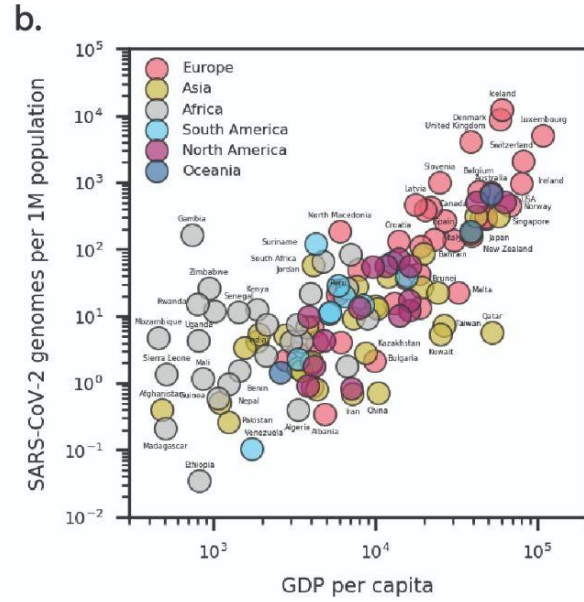 b.
10^5
10^4
10^3
10^2
10^1
10^0
10^−1
10^−2
SARS-CoV-2 genomes per 1M population
Europe
Asia
Africa
South America
North America
Oceania
Iceland
Denmark
Luxembourg
United Kingdom
Switzerland
Slovenia
Belgium
Ireland
Australia
Latvia
Canada
USA
Norway
Gambia
North Macedonia
Spain
Singapore
Croatia
Suriname
Italy
Japan
New Zealand
South Africa
Bahrain
Jordan
Zimbabwe
Kenya
Peru
Brunei
Malta
Rwanda
Senegal
Mozambique
Uganda
India
Taiwan
Qatar
Sierra Leone
Mali
Kuwait
Kazakhstan
Bulgaria
Benin
Afghanistan
Guinea
Nepal
Iran
China
Pakistan
Algeria
Albania
Madagascar
Venezuela
Ethiopia
10^3
10^4
10^5
GDP per capita